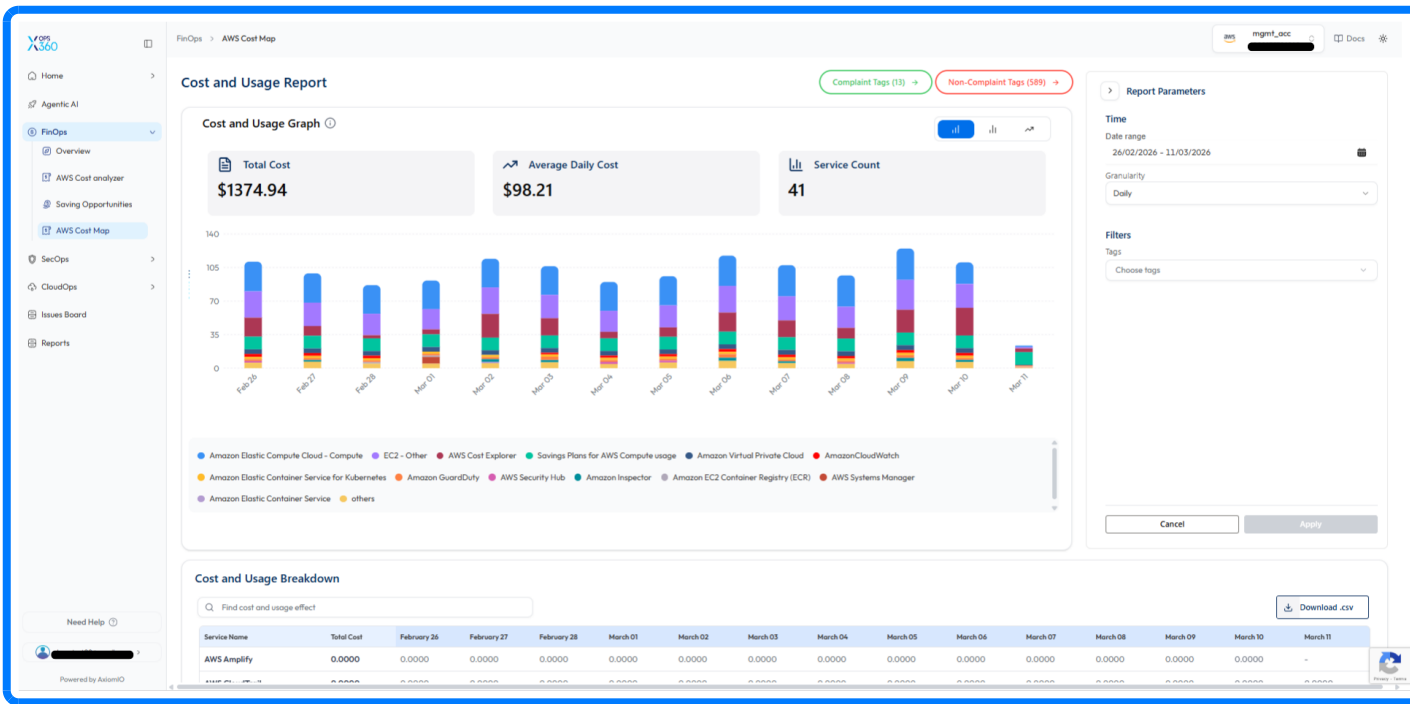 XOPS
360
FinOps > AWS Cost Map
aws mgmt_acc
Docs
Home
Agentic AI
FinOps
Overview
AWS Cost analyzer
Saving Opportunities
AWS Cost Map
SecOps
CloudOps
Issues Board
Reports
Need Help
Powered by AxiomIO
Cost and Usage Report
Complaint Tags (13) →
Non-Complaint Tags (589) →
Cost and Usage Graph
Total Cost
$1374.94
Average Daily Cost
$98.21
Service Count
41
140
105
70
35
0
Feb 26 Feb 27 Feb 28 Mar 01 Mar 02 Mar 03 Mar 04 Mar 05 Mar 06 Mar 07 Mar 08 Mar 09 Mar 10 Mar 11
Amazon Elastic Compute Cloud - Compute EC2 - Other AWS Cost Explorer Savings Plans for AWS Compute usage Amazon Virtual Private Cloud AmazonCloudWatch
Amazon Elastic Container Service for Kubernetes Amazon GuardDuty AWS Security Hub Amazon Inspector Amazon EC2 Container Registry (ECR) AWS Systems Manager
Amazon Elastic Container Service others
Report Parameters
Time
Date range
26/02/2026 - 11/03/2026
Granularity
Daily
Filters
Tags
Choose tags
Cancel Apply
Cost and Usage Breakdown
Find cost and usage effect
Download .csv
Service Name Total Cost February 26 February 27 February 28 March 01 March 02 March 03 March 04 March 05 March 06 March 07 March 08 March 09 March 10 March 11
AWS Amplify 0.0000 0.0000 0.0000 0.0000 0.0000 0.0000 0.0000 0.0000 0.0000 0.0000 0.0000 0.0000 0.0000 0.0000 -
Privacy - Terms